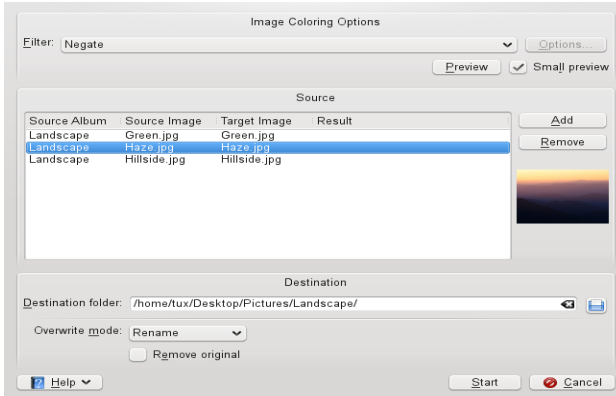 Image Coloring Options
Filter: Negate Options...
Preview Small preview
Source
Source Album Source Image Target Image Result
Landscape Green.jpg Green.jpg
Landscape Haze.jpg Haze.jpg
Landscape Hillside.jpg Hillside.jpg
Add
Remove
Destination
Destination folder: /home/tux/Desktop/Pictures/Landscape/
Overwrite mode: Rename
Remove original
Help Start Cancel